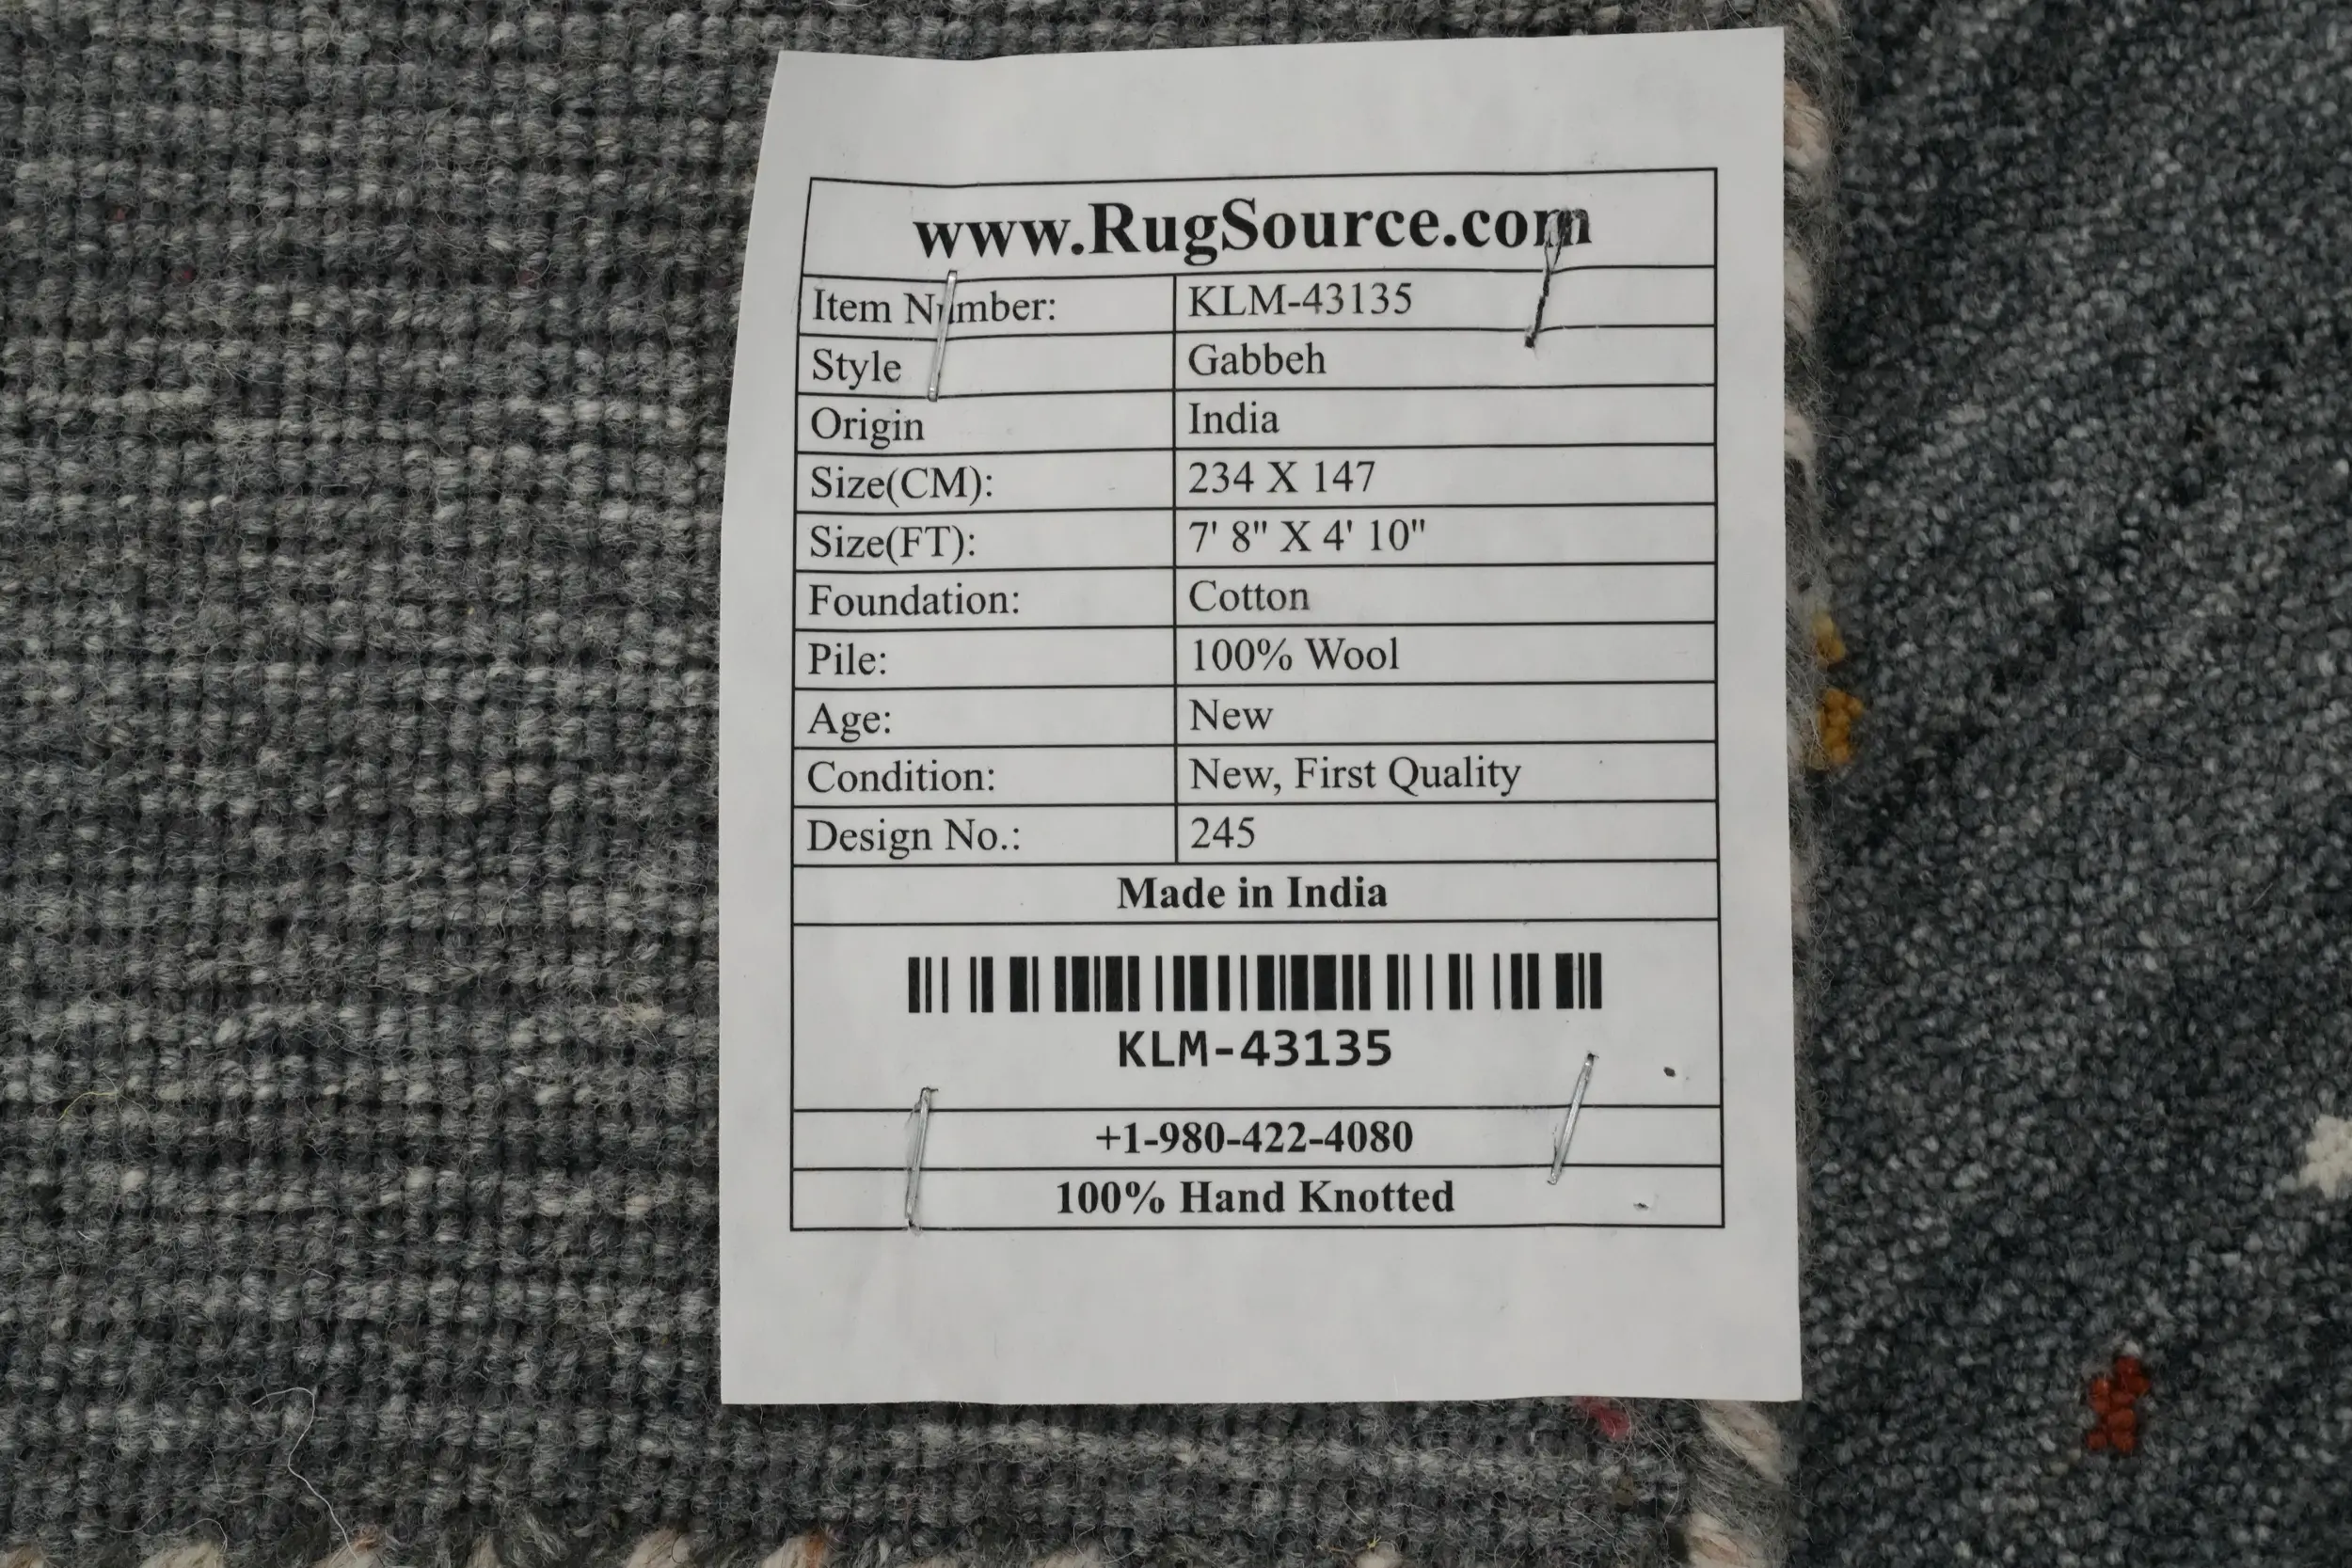 www.RugSource.com
Item Number: KLM-43135
Style Gabbeh
Origin India
Size(CM): 234 X 147
Size(FT): 7' 8" X 4' 10"
Foundation: Cotton
Pile: 100% Wool
Age: New
Condition: New, First Quality
Design No.: 245
Made in India
KLM-43135
+1-980-422-4080
100% Hand Knotted